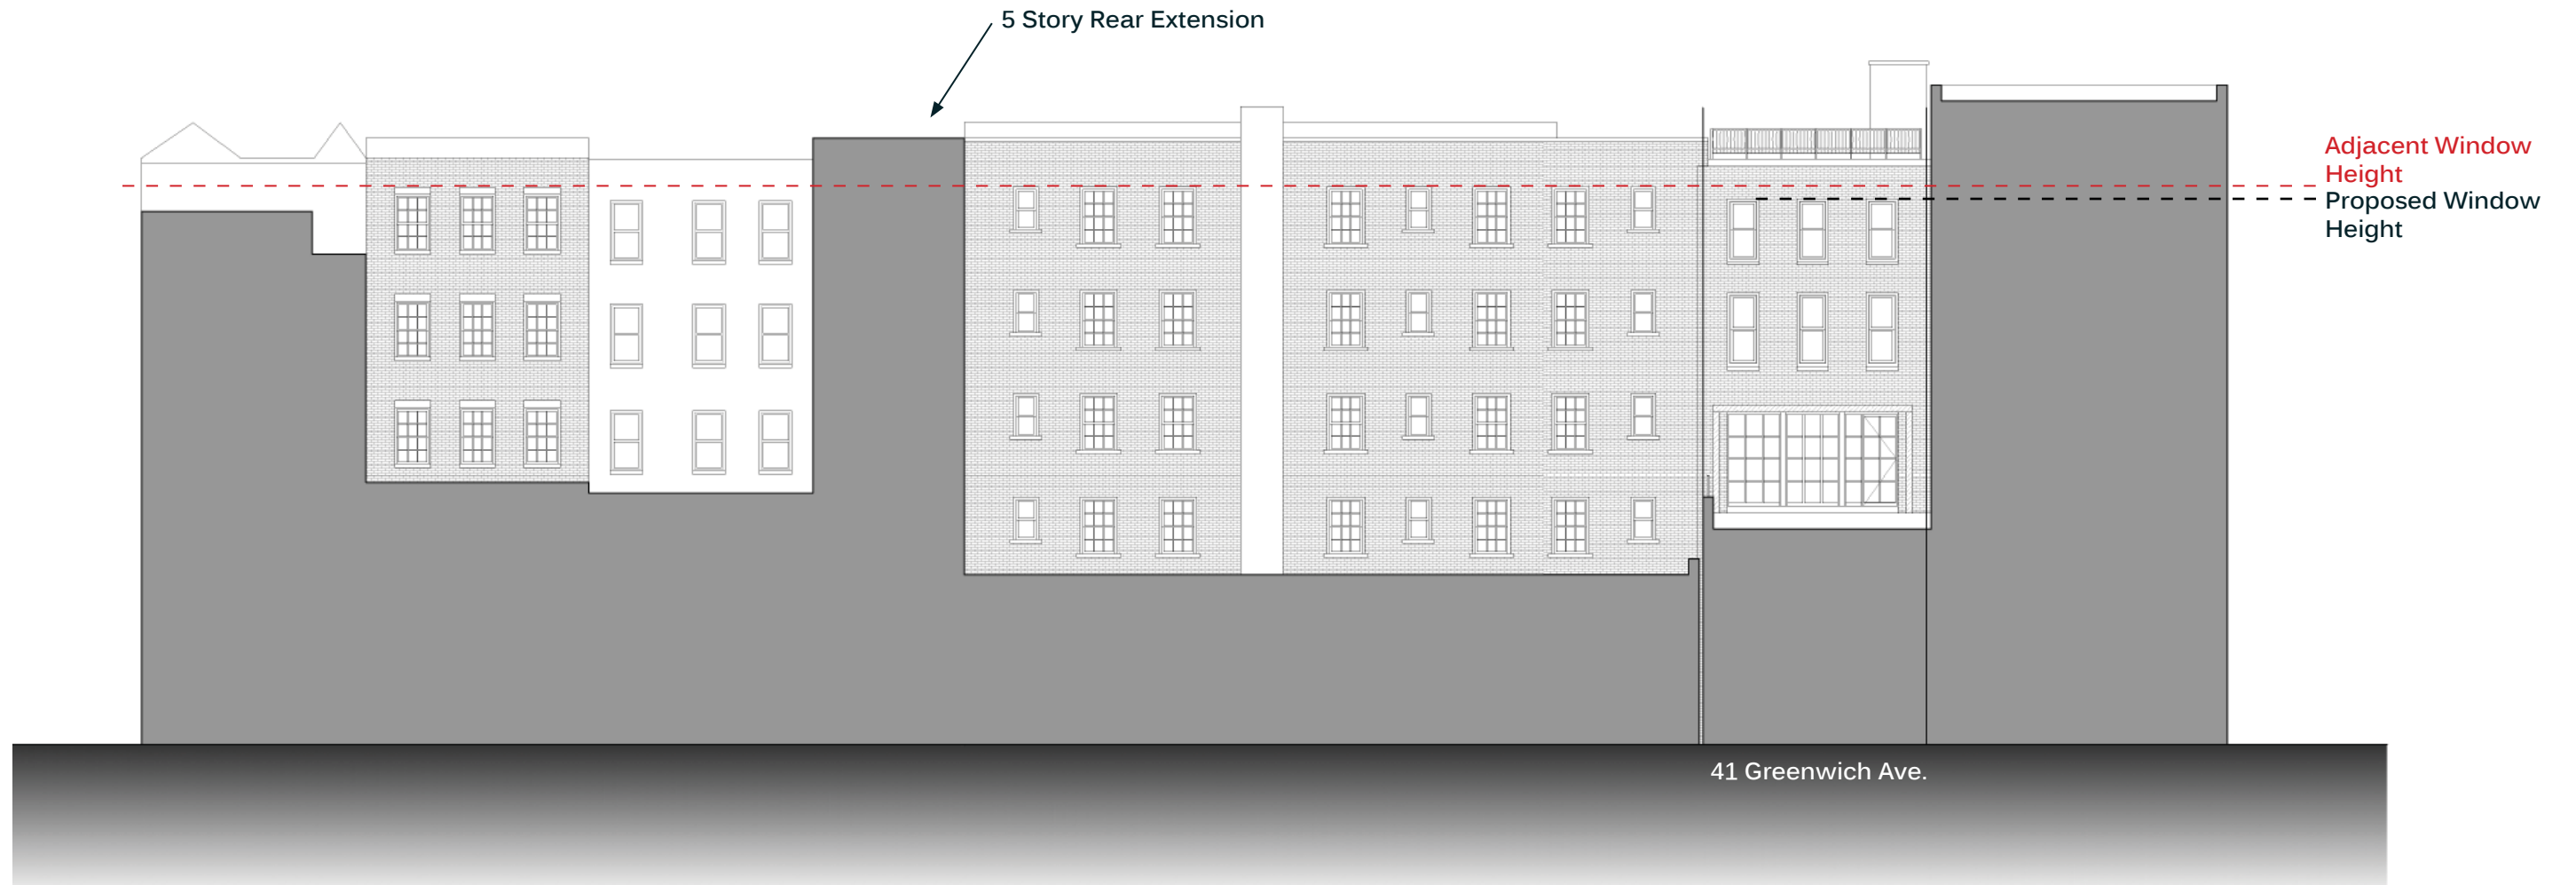 5 Story Rear Extension
Adjacent Window
Height
Proposed Window
Height
41 Greenwich Ave.